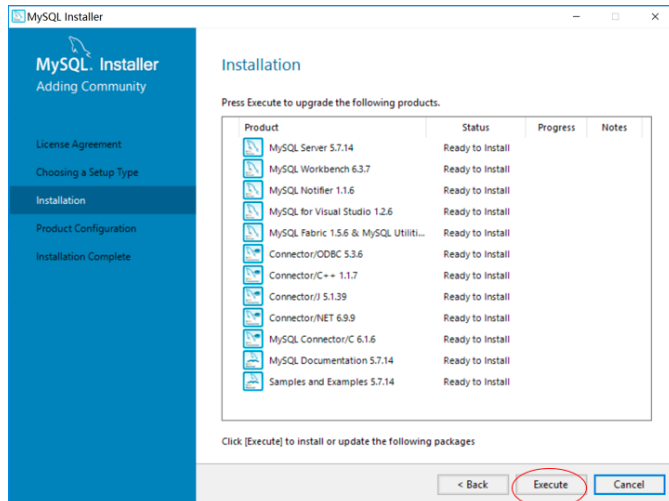 MySQL Installer
MySQL. Installer
Adding Community
License Agreement
Choosing a Setup Type
Installation
Product Configuration
Installation Complete
Installation
Press Execute to upgrade the following products.
Product Status Progress Notes
MySQL Server 5.7.14 Ready to Install
MySQL Workbench 6.3.7 Ready to Install
MySQL Notifier 1.1.6 Ready to Install
MySQL for Visual Studio 1.2.6 Ready to Install
MySQL Fabric 1.5.6 & MySQL Utiliti... Ready to Install
Connector/ODBC 5.3.6 Ready to Install
Connector/C++ 1.1.7 Ready to Install
Connector/J 5.1.39 Ready to Install
Connector/NET 6.9.9 Ready to Install
MySQL Connector/C 6.1.6 Ready to Install
MySQL Documentation 5.7.14 Ready to Install
Samples and Examples 5.7.14 Ready to Install
Click [Execute] to install or update the following packages
< Back Execute Cancel